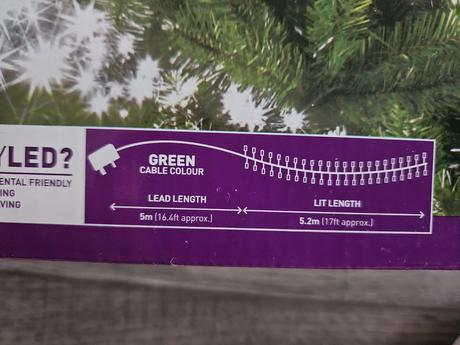 LED?
ENTAL FRIENDLY
ING
VING
GREEN
CABLE COLOUR
LEAD LENGTH
5m (16.4ft approx.)
LIT LENGTH
5.2m (17ft approx.)